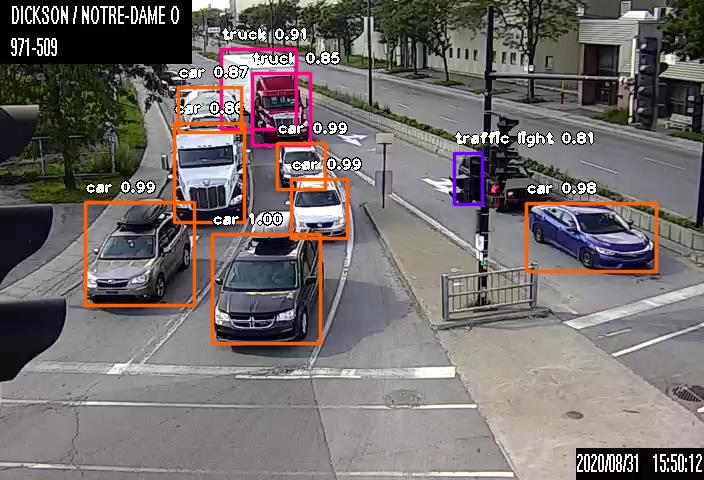 DICKSON / NOTRE-DAME O
971-509
truck 0.91
truck 0.85
car 0.87
car 0.86
car 0.99
car 0.99
traffic light 0.81
car 0.99
car 0.98
car 1.00
2020/08/31 15:50:12